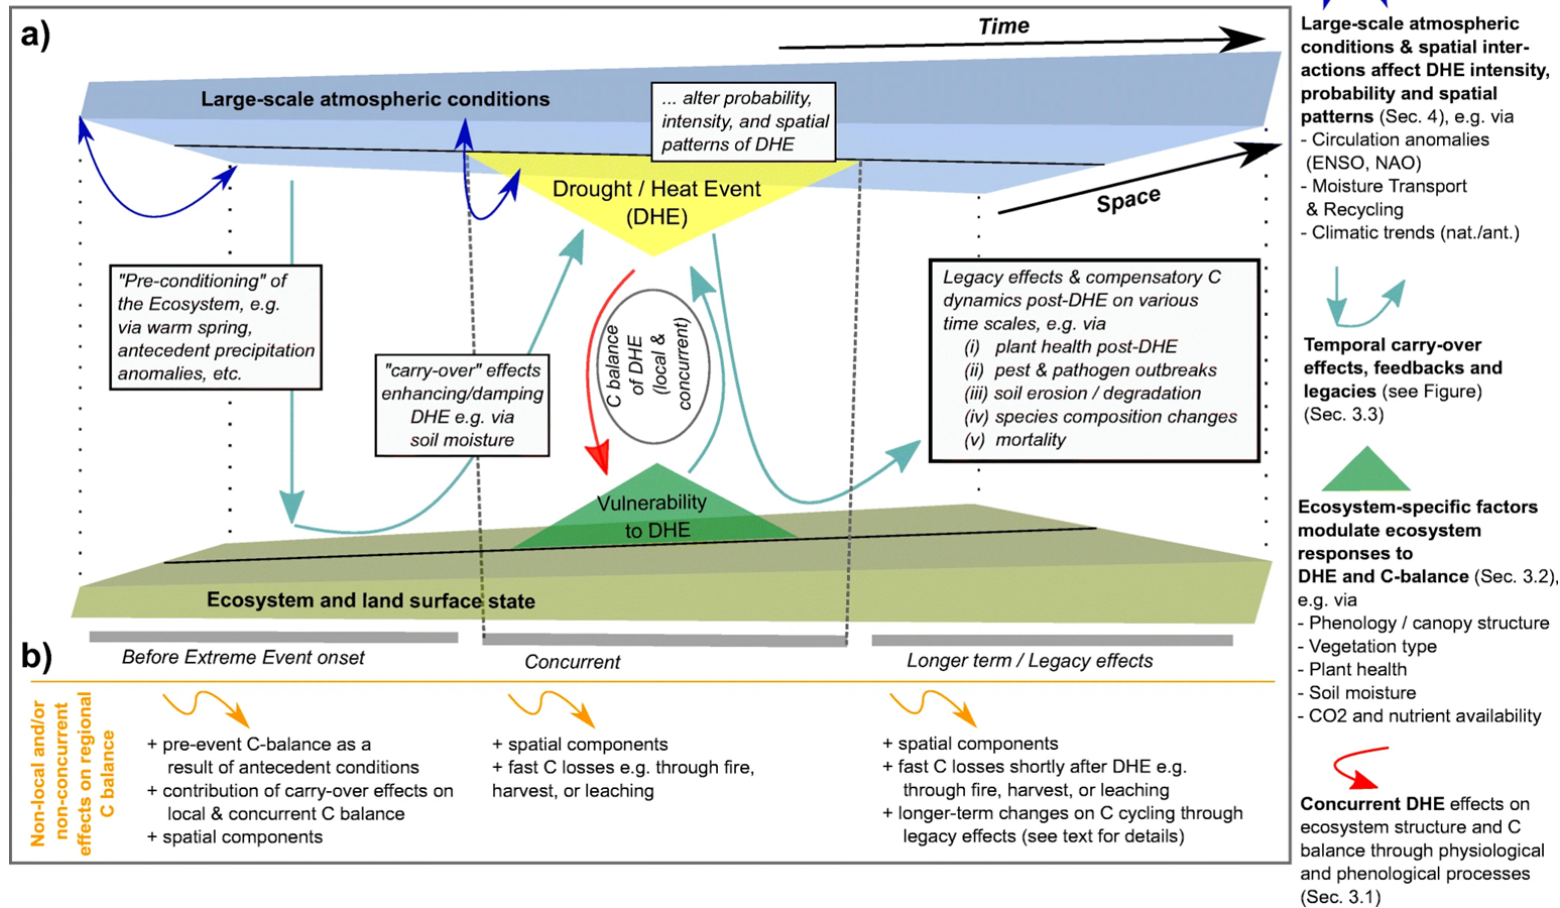 a)
Time
Large-scale atmospheric conditions
... alter probability,
intensity, and spatial
patterns of DHE
Drought / Heat Event
(DHE)
Space
"Pre-conditioning" of
the Ecosystem, e.g.
via warm spring,
antecedent precipitation
anomalies, etc.
"carry-over" effects
enhancing/damping
DHE e.g. via
soil moisture
C balance
of DHE
(local &
concurrent)
Legacy effects & compensatory C
dynamics post-DHE on various
time scales, e.g. via
(i) plant health post-DHE
(ii) pest & pathogen outbreaks
(iii) soil erosion / degradation
(iv) species composition changes
(v) mortality
Vulnerability
to DHE
Ecosystem and land surface state
b)
Before Extreme Event onset
Concurrent
Longer term / Legacy effects
Non-local and/or
non-concurrent
effects on regional
C balance
+ pre-event C-balance as a
result of antecedent conditions
+ contribution of carry-over effects on
local & concurrent C balance
+ spatial components
+ spatial components
+ fast C losses e.g. through fire,
harvest, or leaching
+ spatial components
+ fast C losses shortly after DHE e.g.
through fire, harvest, or leaching
+ longer-term changes on C cycling through
legacy effects (see text for details)
Large-scale atmospheric
conditions & spatial inter-
actions affect DHE intensity,
probability and spatial
patterns (Sec. 4), e.g. via
- Circulation anomalies
(ENSO, NAO)
- Moisture Transport
& Recycling
- Climatic trends (nat./ant.)
Temporal carry-over
effects, feedbacks and
legacies (see Figure)
(Sec. 3.3)
Ecosystem-specific factors
modulate ecosystem
responses to
DHE and C-balance (Sec. 3.2),
e.g. via
- Phenology / canopy structure
- Vegetation type
- Plant health
- Soil moisture
- CO2 and nutrient availability
Concurrent DHE effects on
ecosystem structure and C
balance through physiological
and phenological processes
(Sec. 3.1)